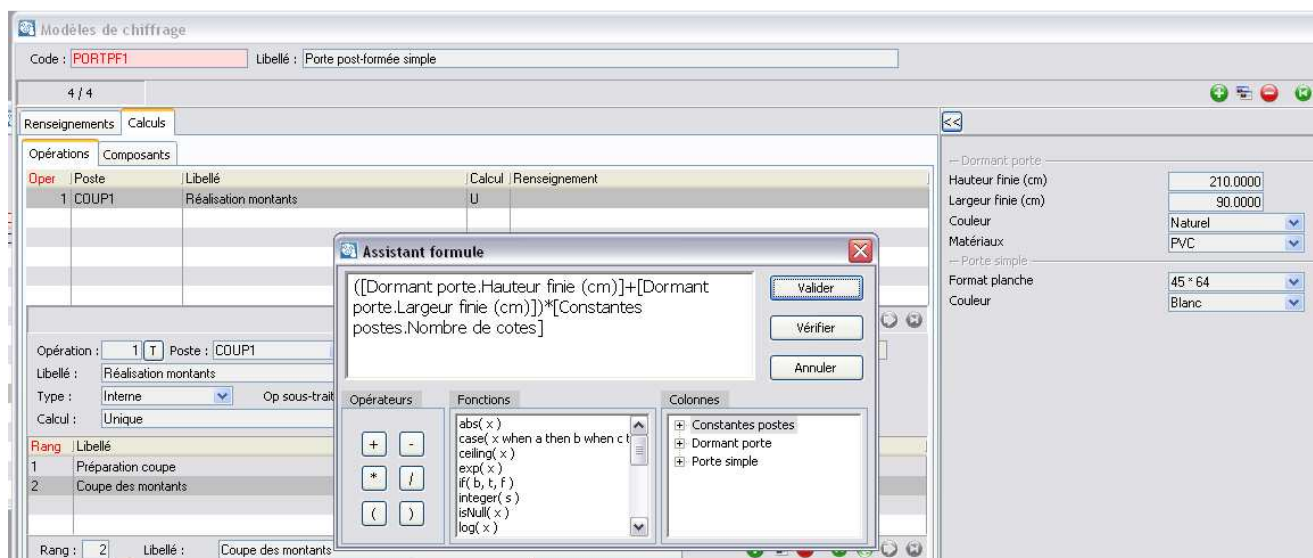 Modèles de chiffrage
Code : PORTPF1 Libellé : Porte post-formée simple
4 / 4
Renseignements Calculs
<<
Opérations Composants
Oper Poste Libellé Calcul Renseignement
1 COUP1 Réalisation montants U
Dormant porte
Hauteur finie (cm) 210.0000
Largeur finie (cm) 90.0000
Couleur Naturel
Matériaux PVC
Porte simple
Format planche 45 * 64
Couleur Blanc
Assistant formule
([Dormant porte.Hauteur finie (cm)]+[Dormant
porte.Largeur finie (cm)])*[Constantes
postes.Nombre de cotes]
Valider
Vérifier
Annuler
Opération : 1 T Poste : COUP1
Libellé : Réalisation montants
Type : Interne Op sous-trait
Calcul : Unique
Opérateurs Fonctions Colonnes
+ -
* /
( )
abs( x )
case( x when a then b when c t
ceiling( x )
exp( x )
if( b, t, f )
integer( s )
isNull( x )
log( x )
Constantes postes
Dormant porte
Porte simple
Rang Libellé
1 Préparation coupe
2 Coupe des montants
Rang : 2 Libellé : Coupe des montants